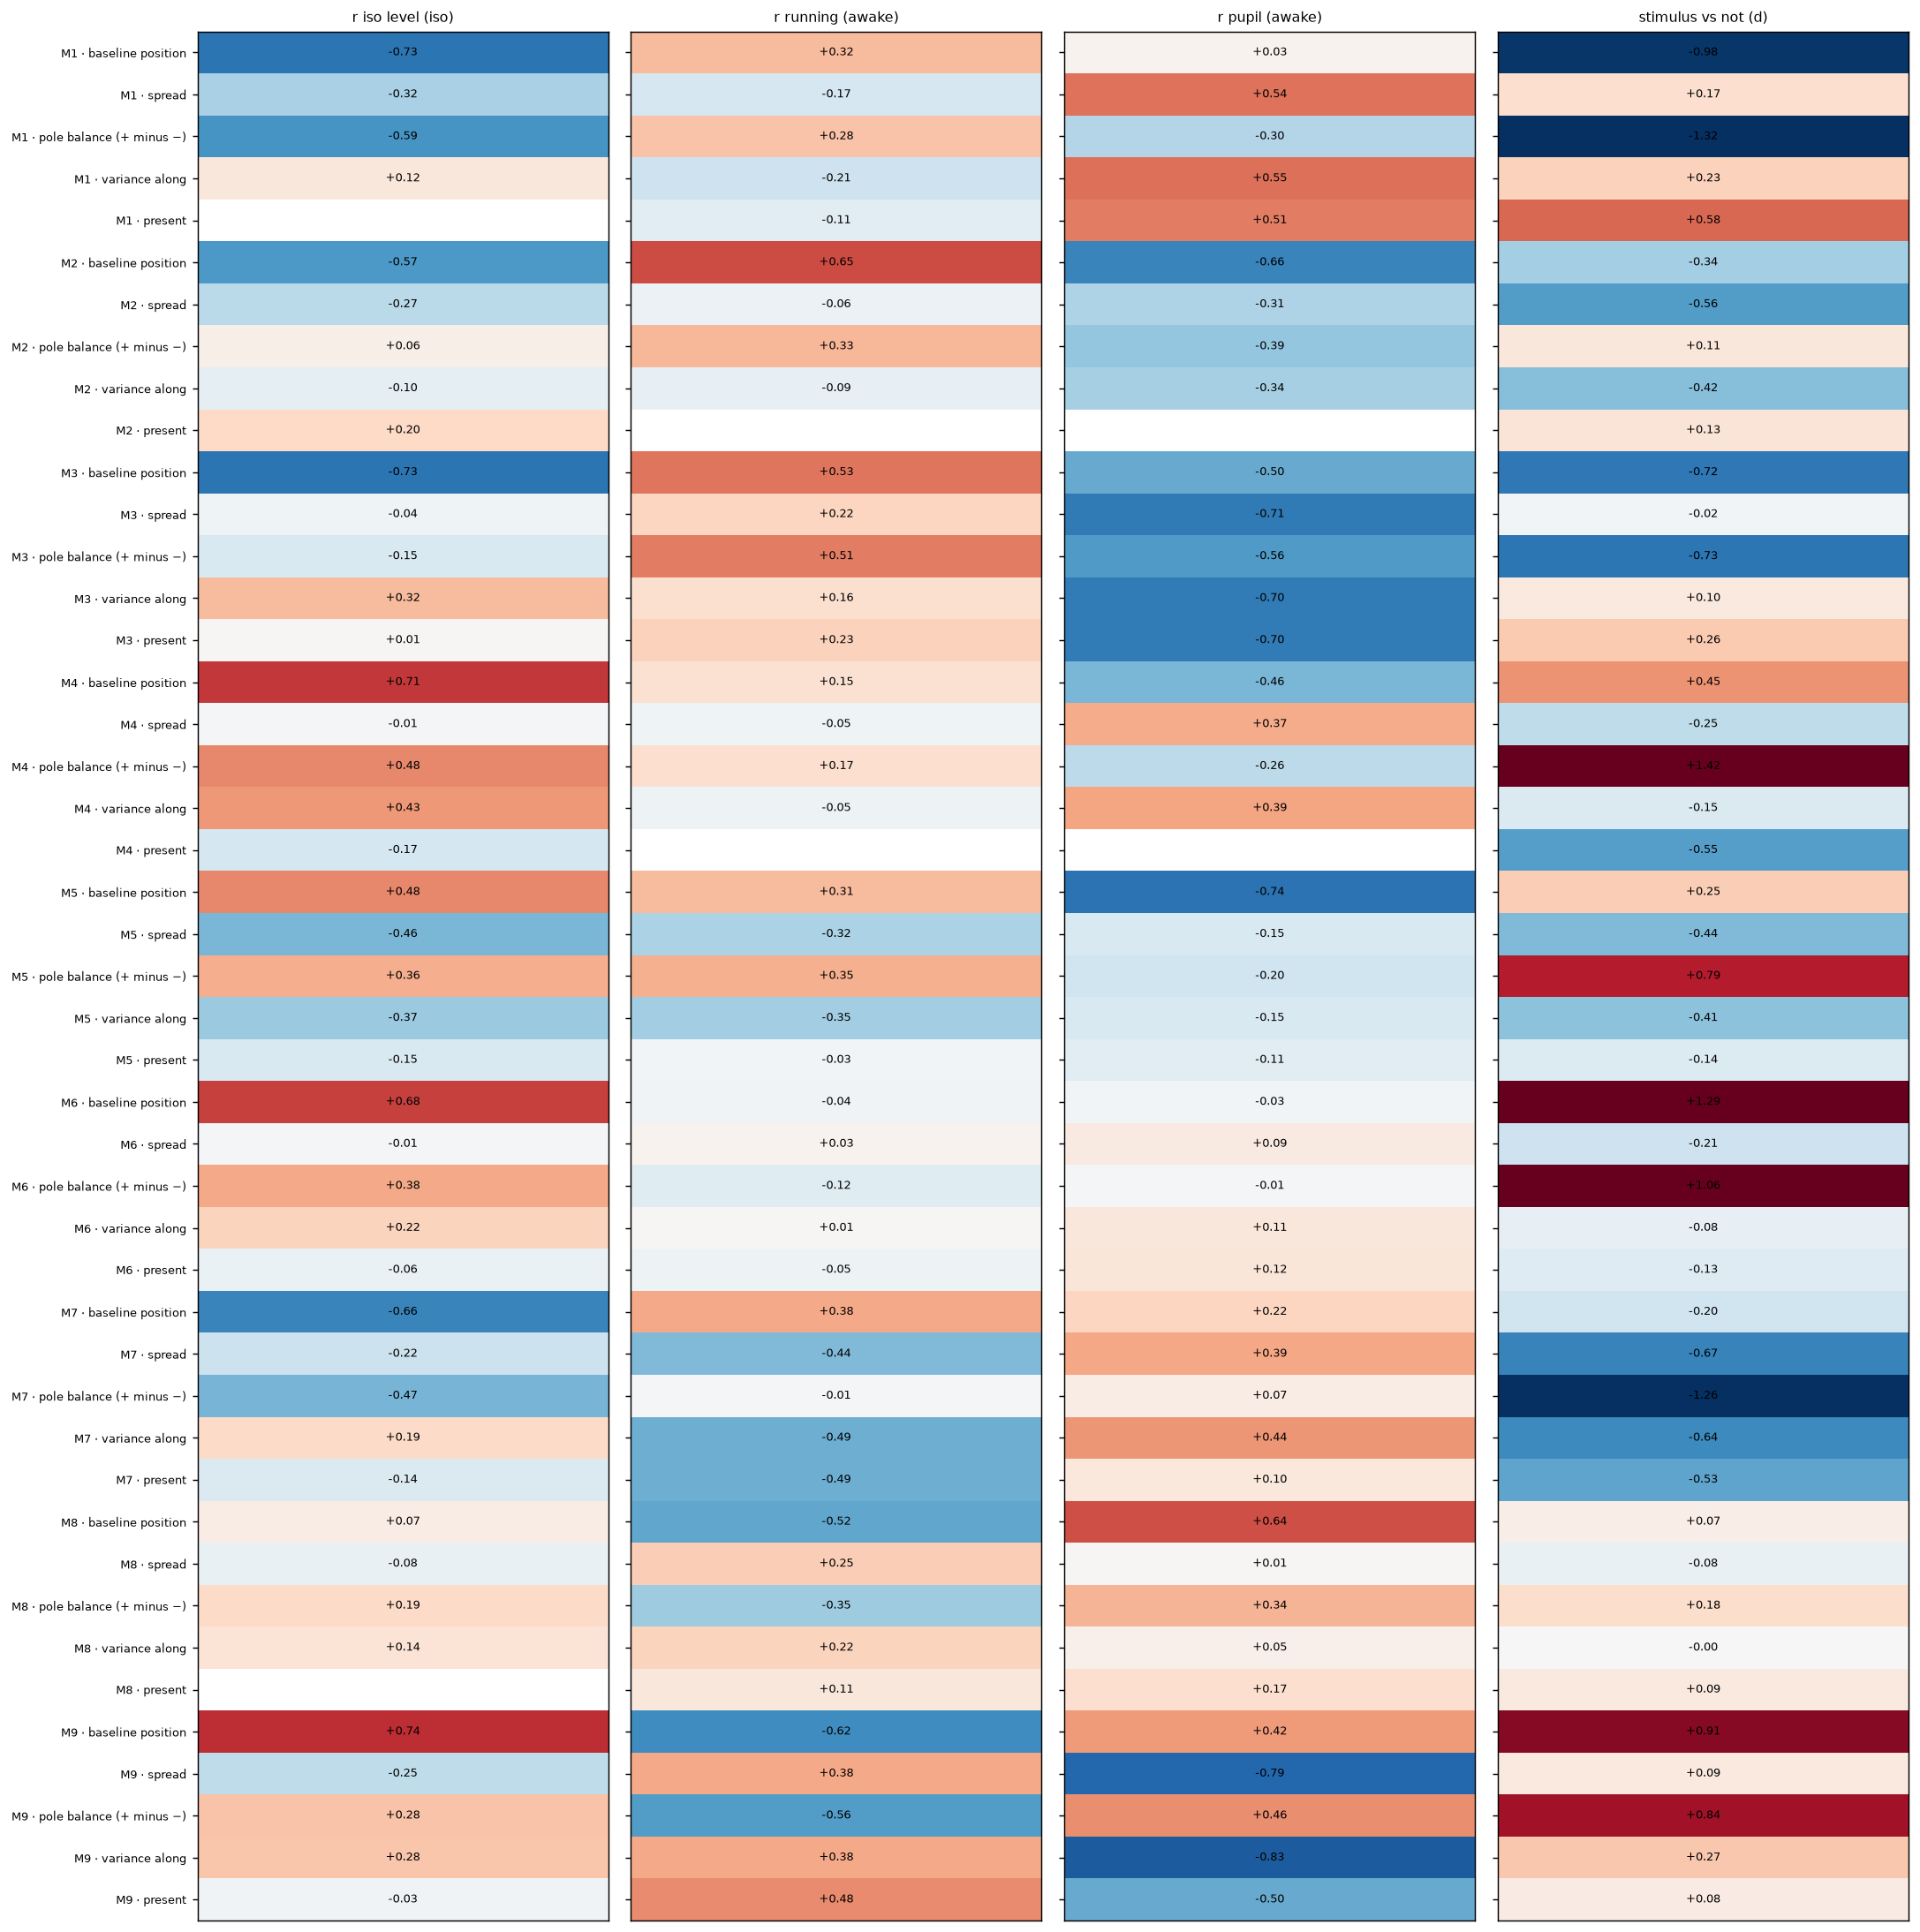 r iso level (iso) r running (awake) r pupil (awake) stimulus vs not (d)
M1 · baseline position -0.73 +0.32 +0.03 -0.98
M1 · spread -0.32 -0.17 +0.54 +0.17
M1 · pole balance (+ minus −) -0.59 +0.28 -0.30 -1.32
M1 · variance along +0.12 -0.21 +0.55 +0.23
M1 · present -0.11 +0.51 +0.58
M2 · baseline position -0.57 +0.65 -0.66 -0.34
M2 · spread -0.27 -0.06 -0.31 -0.56
M2 · pole balance (+ minus −) +0.06 +0.33 -0.39 +0.11
M2 · variance along -0.10 -0.09 -0.34 -0.42
M2 · present +0.20 +0.13
M3 · baseline position -0.73 +0.53 -0.50 -0.72
M3 · spread -0.04 +0.22 -0.71 -0.02
M3 · pole balance (+ minus −) -0.15 +0.51 -0.56 -0.73
M3 · variance along +0.32 +0.16 -0.70 +0.10
M3 · present +0.01 +0.23 -0.70 +0.26
M4 · baseline position +0.71 +0.15 -0.46 +0.45
M4 · spread -0.01 -0.05 +0.37 -0.25
M4 · pole balance (+ minus −) +0.48 +0.17 -0.26 +1.42
M4 · variance along +0.43 -0.05 +0.39 -0.15
M4 · present -0.17 -0.55
M5 · baseline position +0.48 +0.31 -0.74 +0.25
M5 · spread -0.46 -0.32 -0.15 -0.44
M5 · pole balance (+ minus −) +0.36 +0.35 -0.20 +0.79
M5 · variance along -0.37 -0.35 -0.15 -0.41
M5 · present -0.15 -0.03 -0.11 -0.14
M6 · baseline position +0.68 -0.04 -0.03 +1.29
M6 · spread -0.01 +0.03 +0.09 -0.21
M6 · pole balance (+ minus −) +0.38 -0.12 -0.01 +1.06
M6 · variance along +0.22 +0.01 +0.11 -0.08
M6 · present -0.06 -0.05 +0.12 -0.13
M7 · baseline position -0.66 +0.38 +0.22 -0.20
M7 · spread -0.22 -0.44 +0.39 -0.67
M7 · pole balance (+ minus −) -0.47 -0.01 +0.07 -1.26
M7 · variance along +0.19 -0.49 +0.44 -0.64
M7 · present -0.14 -0.49 +0.10 -0.53
M8 · baseline position +0.07 -0.52 +0.64 +0.07
M8 · spread -0.08 +0.25 +0.01 -0.08
M8 · pole balance (+ minus −) +0.19 -0.35 +0.34 +0.18
M8 · variance along +0.14 +0.22 +0.05 -0.00
M8 · present +0.11 +0.17 +0.09
M9 · baseline position +0.74 -0.62 +0.42 +0.91
M9 · spread -0.25 +0.38 -0.79 +0.09
M9 · pole balance (+ minus −) +0.28 -0.56 +0.46 +0.84
M9 · variance along +0.28 +0.38 -0.83 +0.27
M9 · present -0.03 +0.48 -0.50 +0.08